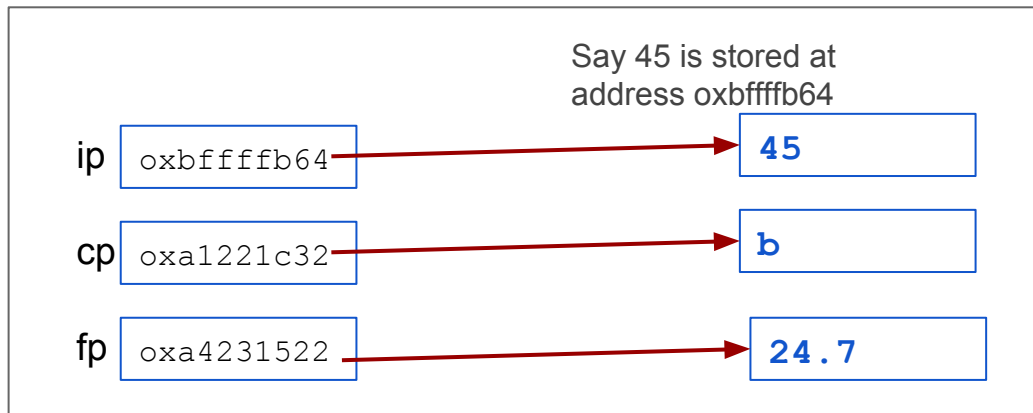 Say 45 is stored at
address oxbffffb64
ip oxbffffb64 45
cp oxa1221c32 b
fp oxa4231522 24.7